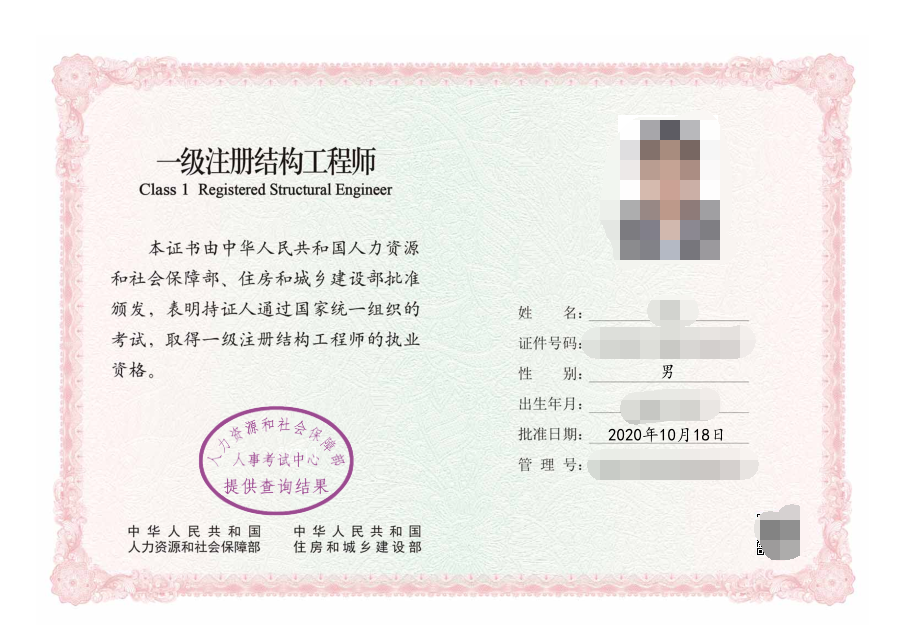 一级注册结构工程师
Class 1 Registered Structural Engineer
本证书由中华人民共和国人力资源
和社会保障部、住房和城乡建设部批准
颁发，表明持证人通过国家统一组织的
考试，取得一级注册结构工程师的执业
资格。
人力资源和社会保障部
人事考试中心
提供查询结果
中华人民共和国
人力资源和社会保障部
中华人民共和国
住房和城乡建设部
姓名：
证件号码：
性别：男
出生年月：
批准日期：2020年10月18日
管理号：